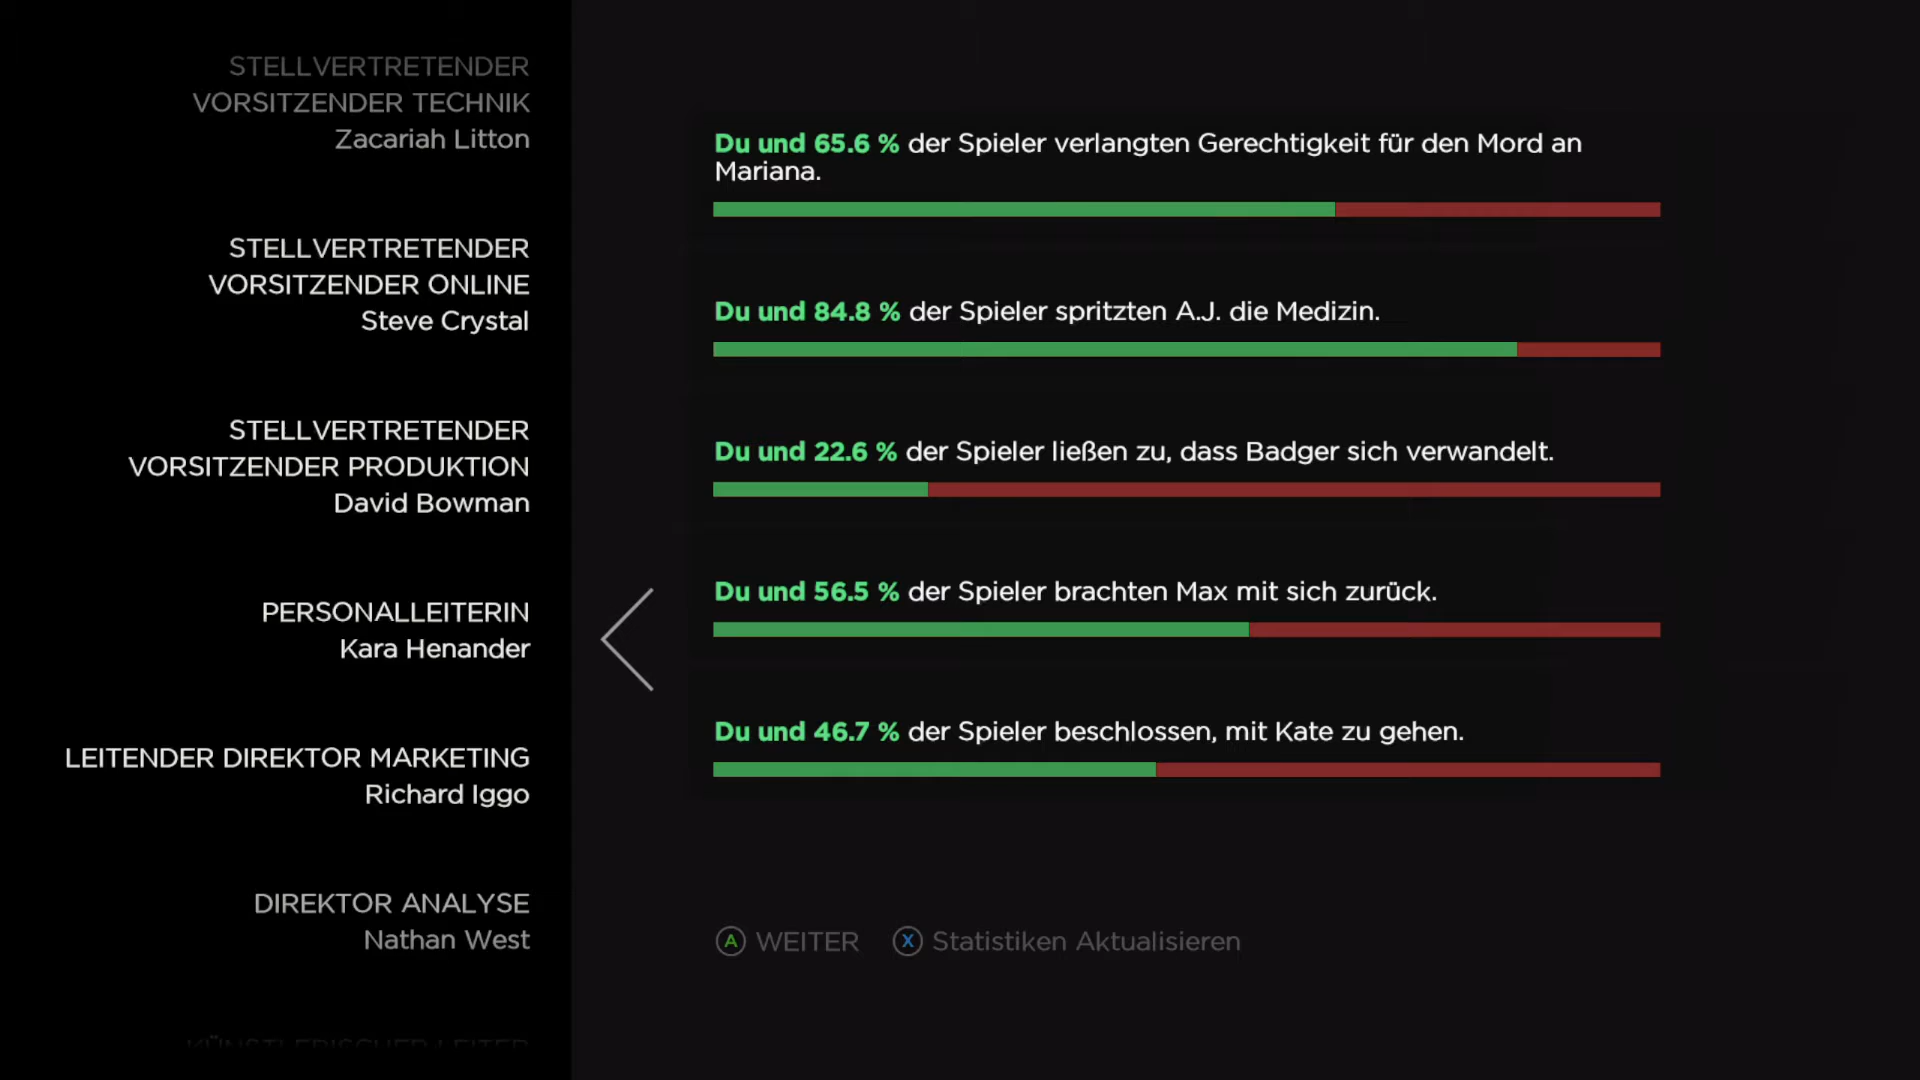 STELLVERTRETENDER
VORSITZENDER TECHNIK
Zacariah Litton
STELLVERTRETENDER
VORSITZENDER ONLINE
Steve Crystal
STELLVERTRETENDER
VORSITZENDER PRODUKTION
David Bowman
PERSONALLEITERIN
Kara Henander
LEITENDER DIREKTOR MARKETING
Richard Iggo
DIREKTOR ANALYSE
Nathan West
KÜNSTLERISCHER LEITER
Du und 65.6 % der Spieler verlangten Gerechtigkeit für den Mord an
Mariana.
Du und 84.8 % der Spieler spritzten A.J. die Medizin.
Du und 22.6 % der Spieler ließen zu, dass Badger sich verwandelt.
Du und 56.5 % der Spieler brachten Max mit sich zurück.
Du und 46.7 % der Spieler beschlossen, mit Kate zu gehen.
A WEITER X Statistiken Aktualisieren